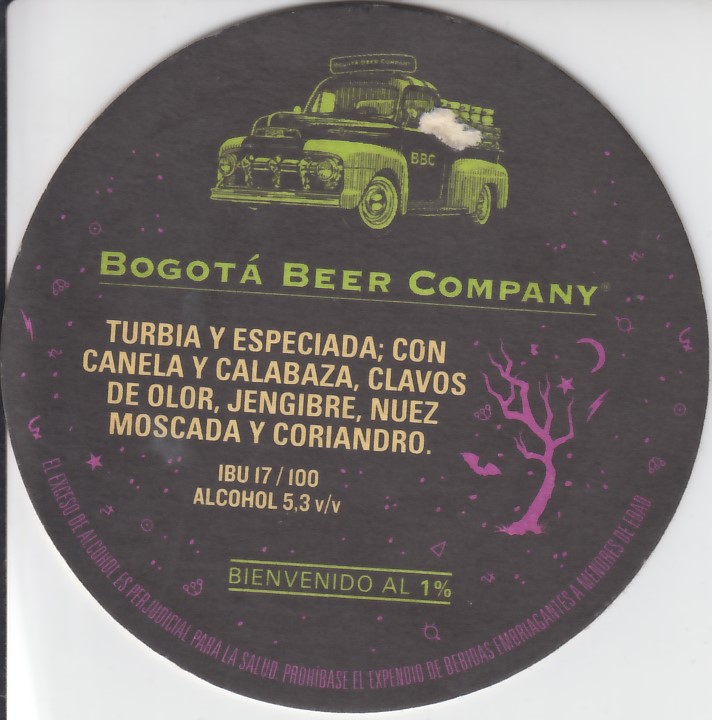 BOGOTÁ BEER COMPANY
BBC
BOGOTÁ BEER COMPANY
TURBIA Y ESPECIADA; CON
CANELA Y CALABAZA, CLAVOS
DE OLOR, JENGIBRE, NUEZ
MOSCADA Y CORIANDRO.
IBU 17 / 100
ALCOHOL 5,3 v/v
BIENVENIDO AL 1%
EL EXCESO DE ALCOHOL ES PERJUDICIAL PARA LA SALUD. PROHÍBASE EL EXPENDIO DE BEBIDAS EMBRIAGANTES A MENORES DE EDAD.